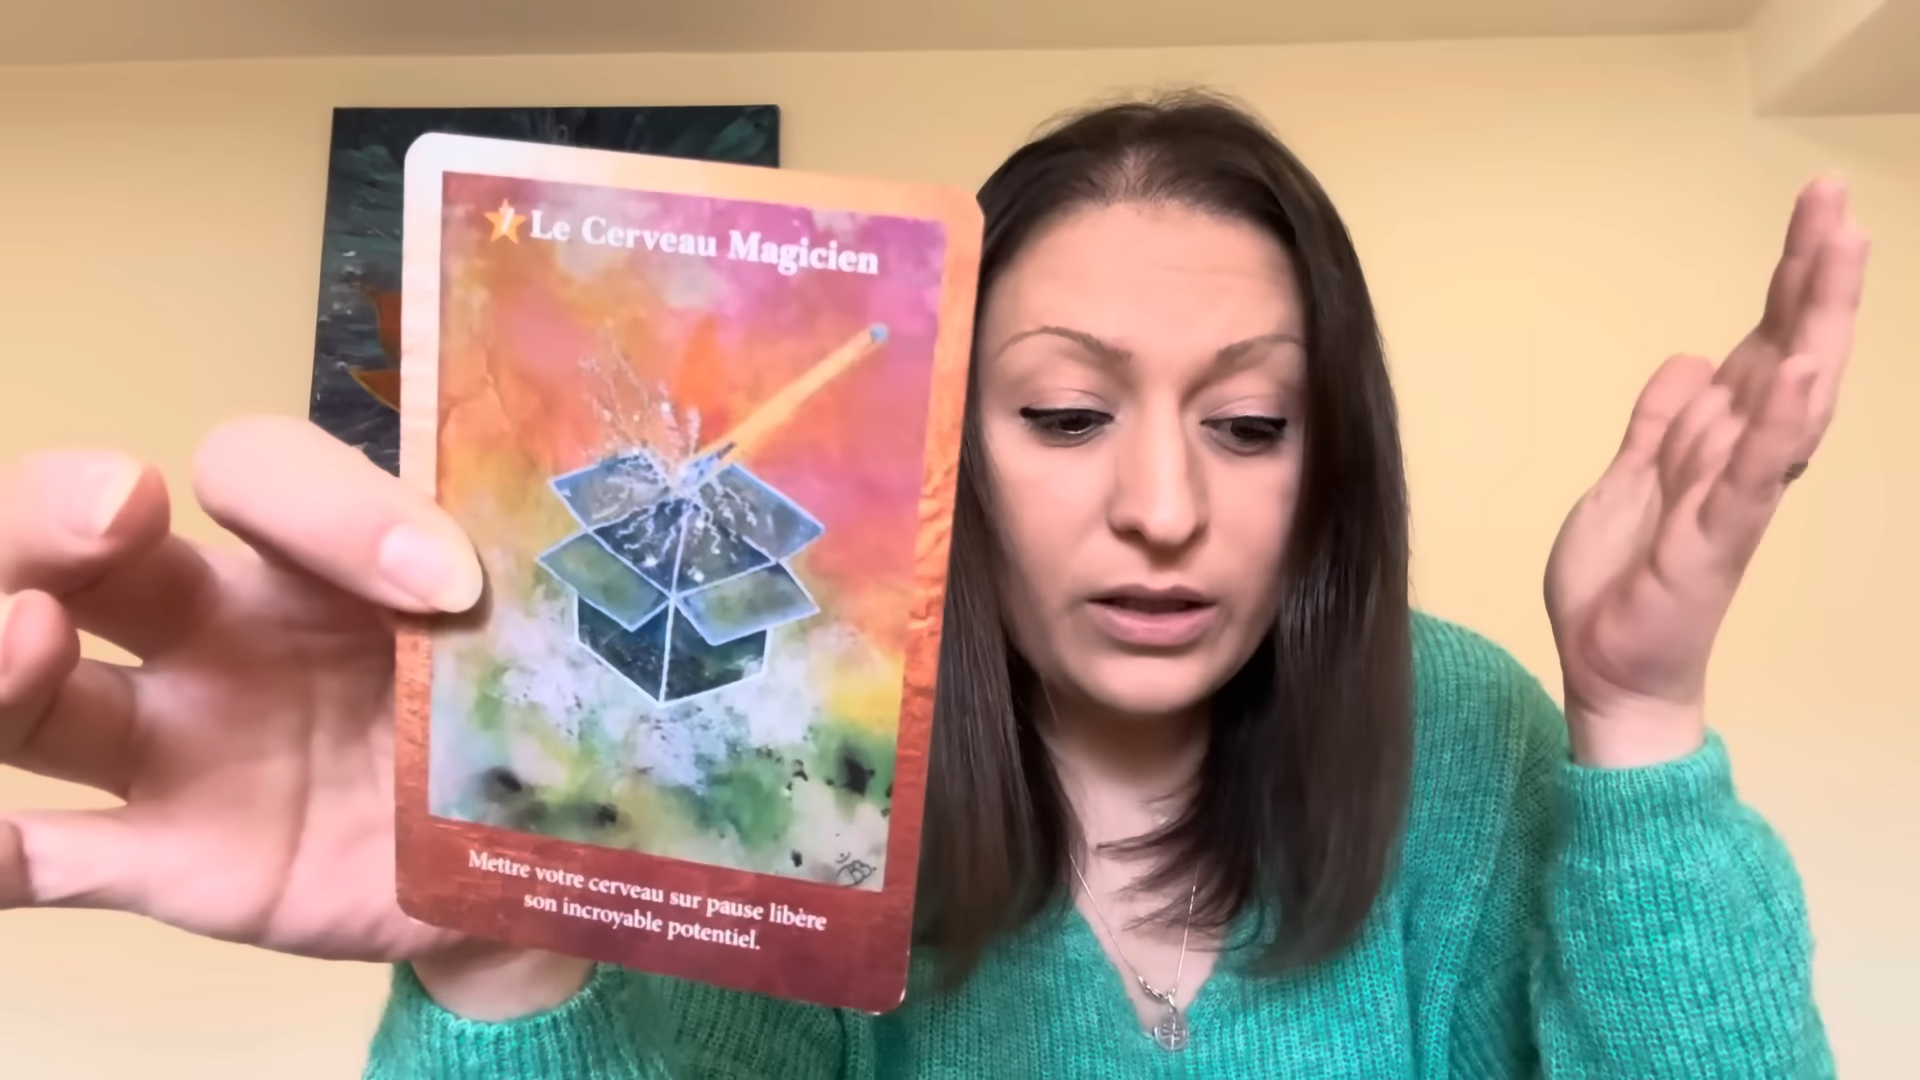 7 Le Cerveau Magicien
Mettre votre cerveau sur pause libère
son incroyable potentiel.